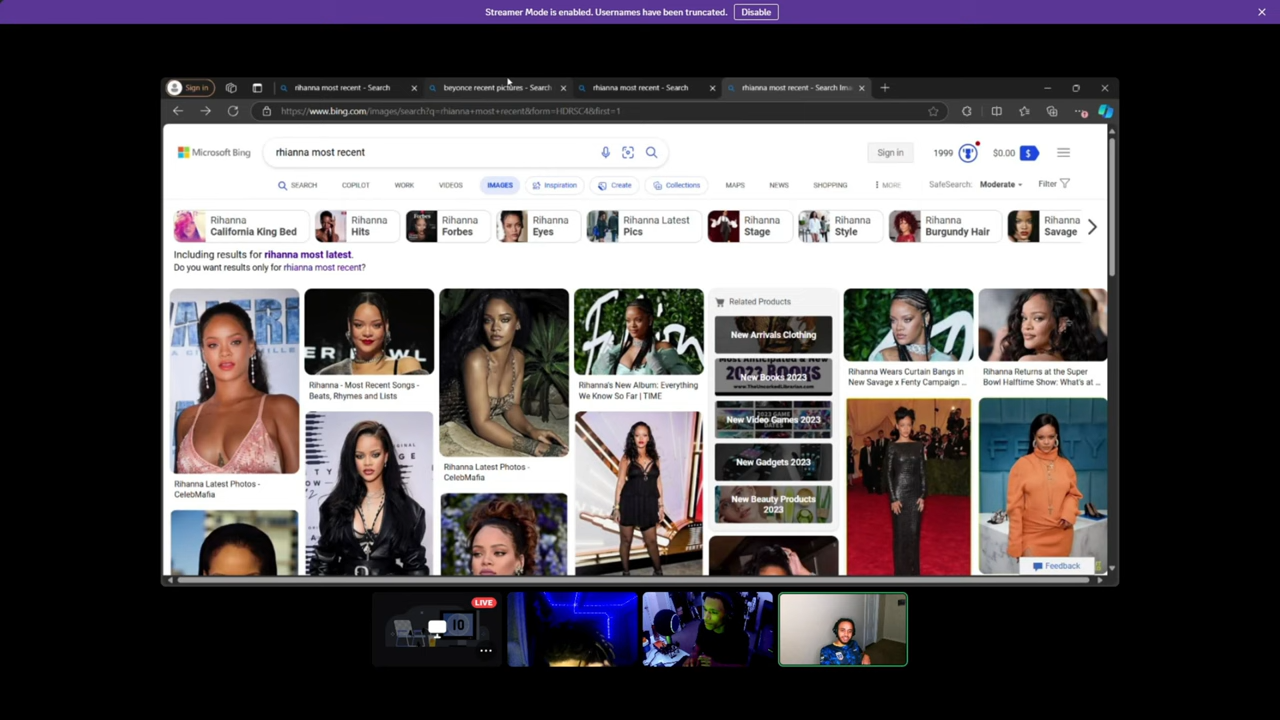 Streamer Mode is enabled. Usernames have been truncated. Disable
Sign in
rihanna most recent - Search
beyonce recent pictures - Search
rhianna most recent - Search
rhianna most recent - Search Ima
https://www.bing.com/images/search?q=rhianna+most+recent&form=HDRSC4&first=1
Microsoft Bing
rhianna most recent
Sign in
1999
$0.00
SEARCH
COPILOT
WORK
VIDEOS
IMAGES
Inspiration
Create
Collections
MAPS
NEWS
SHOPPING
MORE
SafeSearch: Moderate
Filter
Rihanna
California King Bed
Rihanna
Hits
Rihanna
Forbes
Rihanna
Eyes
Rihanna Latest
Pics
Rihanna
Stage
Rihanna
Style
Rihanna
Burgundy Hair
Rihanna
Savage
Including results for rihanna most latest.
Do you want results only for rhianna most recent?
Rihanna Latest Photos -
CelebMafia
Rihanna - Most Recent Songs -
Beats, Rhymes and Lists
Rihanna Latest Photos -
CelebMafia
Rihanna's New Album: Everything
We Know So Far | TIME
Related Products
New Arrivals Clothing
New Books 2023
New Video Games 2023
New Gadgets 2023
New Beauty Products
2023
Rihanna Wears Curtain Bangs in
New Savage x Fenty Campaign ...
Rihanna Returns at the Super
Bowl Halftime Show: What's at ...
FENTY
Feedback
LIVE
10